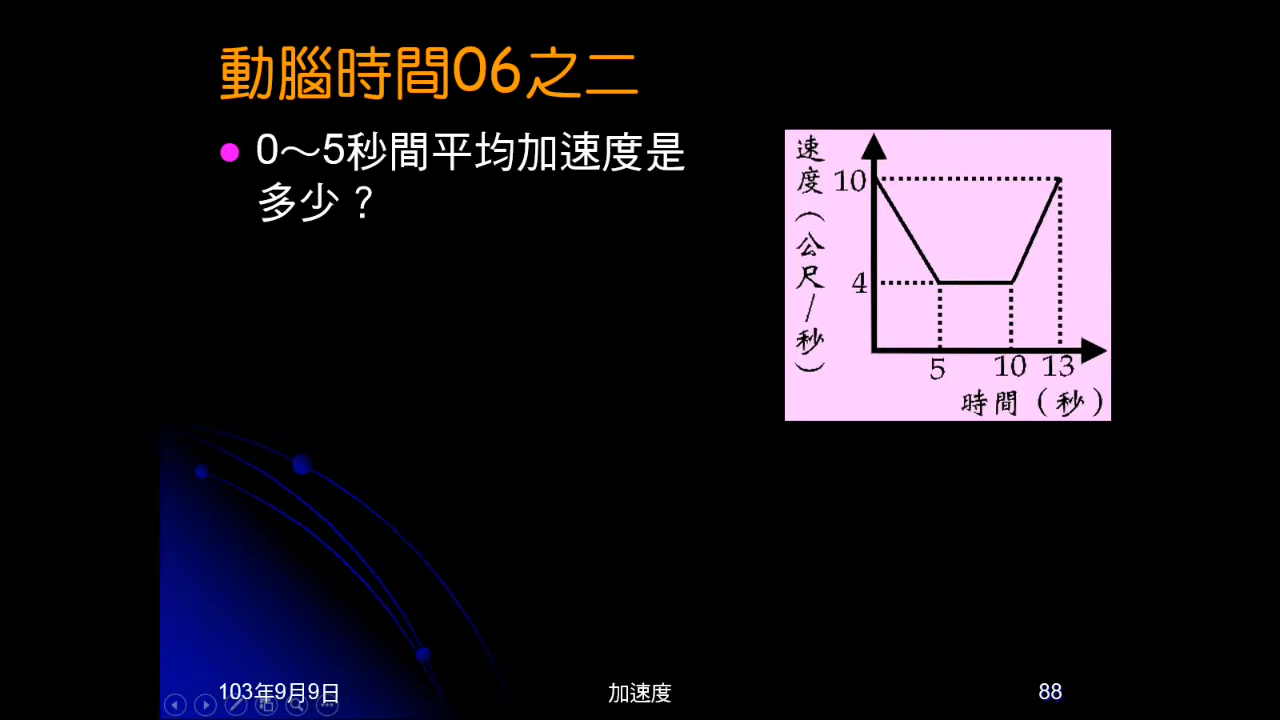 動腦時間06之二
0～5秒間平均加速度是
多少？
速度(公尺/秒)
10
4
5
10
13
時間(秒)
103年9月9日
加速度
88